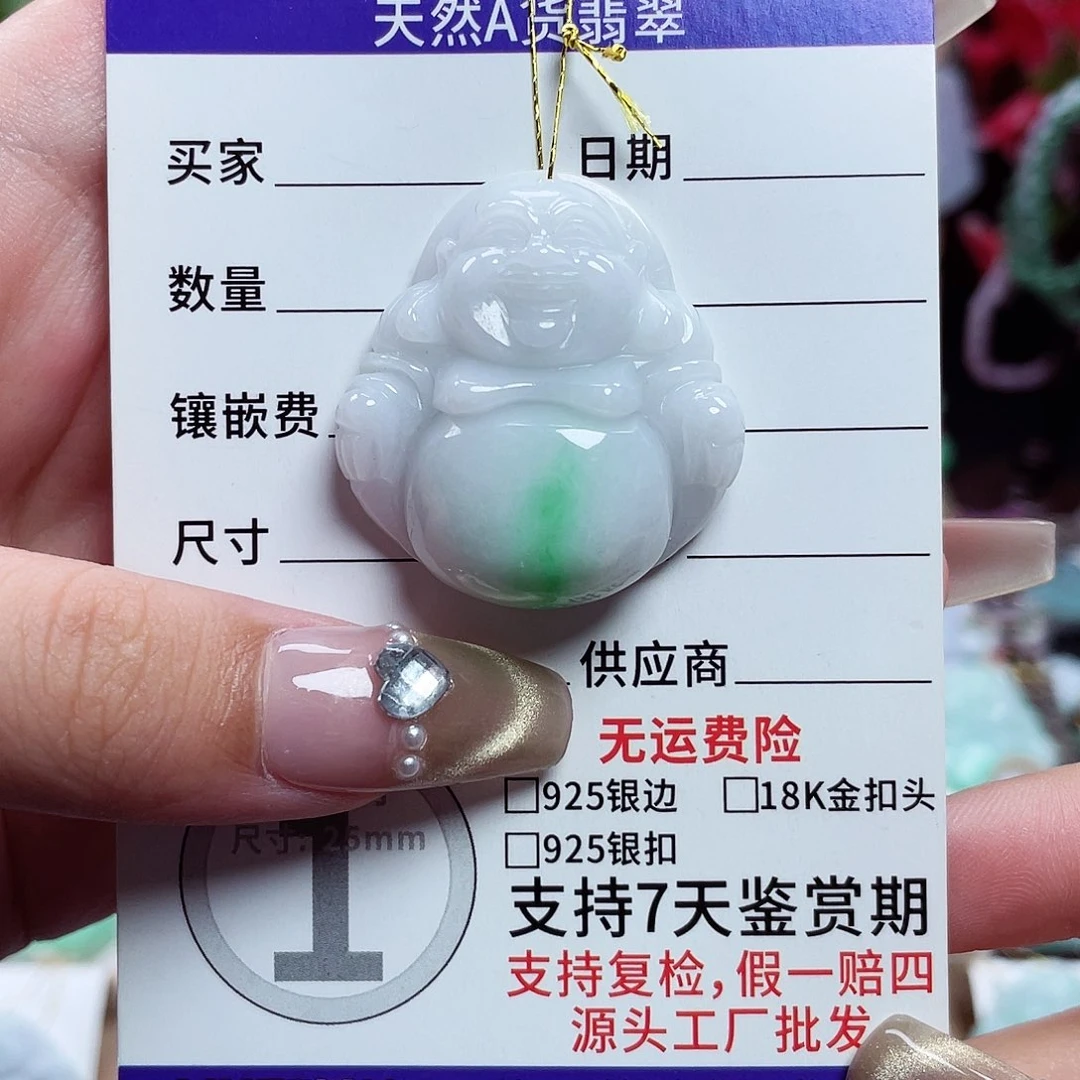 天然A货翡翠
买家 日期
数量
镶嵌费
尺寸
供应商
无运费险
925银边 18K金扣头
925银扣
尺寸: 25mm
支持7天鉴赏期
支持复检,假一赔四
源头工厂批发